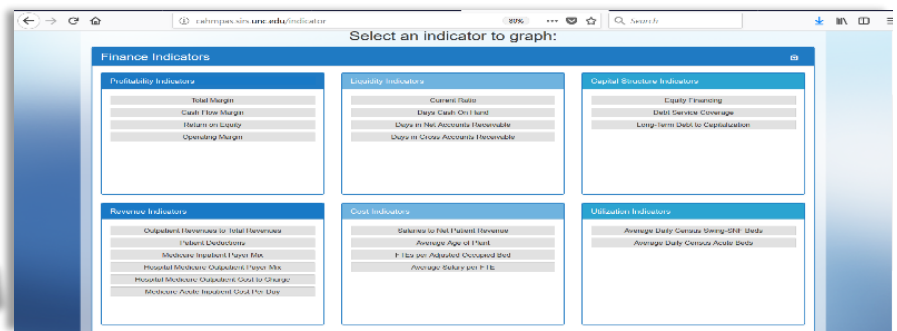 cahmpas.sirs.unc.edu/indicator
80%
Search
Select an indicator to graph:
Finance Indicators
Profitability Indicators
Total Margin
Cash Flow Margin
Return on Equity
Operating Margin
Liquidity Indicators
Current Ratio
Days Cash On Hand
Days in Net Accounts Receivable
Days in Gross Accounts Receivable
Capital Structure Indicators
Equity Financing
Debt Service Coverage
Long-Term Debt to Capitalization
Revenue Indicators
Outpatient Revenues to Total Revenues
Patient Deductions
Medicare Inpatient Payer Mix
Hospital Medicare Outpatient Payer Mix
Hospital Medicare Outpatient Cost to Charge
Medicare Acute Inpatient Cost Per Day
Cost Indicators
Salaries to Net Patient Revenue
Average Age of Plant
FTEs per Adjusted Occupied Bed
Average Salary per FTE
Utilization Indicators
Average Daily Census Swing-SNF Beds
Average Daily Census Acute Beds